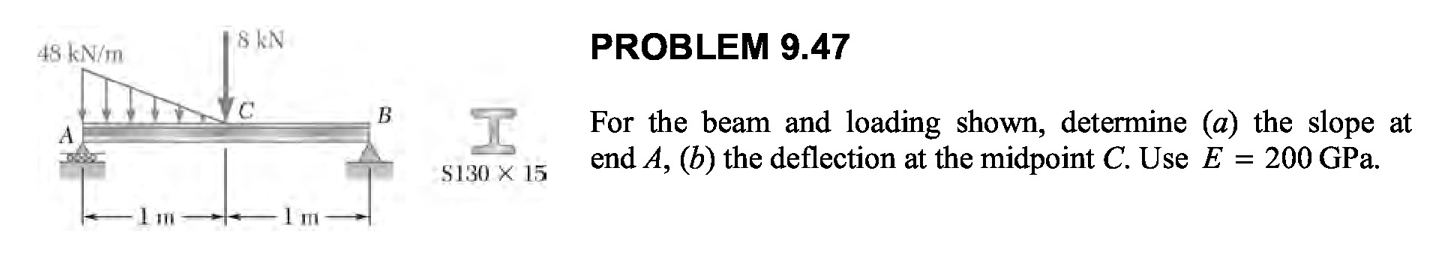 PROBLEM 9.47
48 kN/m
8 kN
C
B
A
S130 × 15
1 m
1 m
For the beam and loading shown, determine (a) the slope at
end A, (b) the deflection at the midpoint C. Use E = 200 GPa.